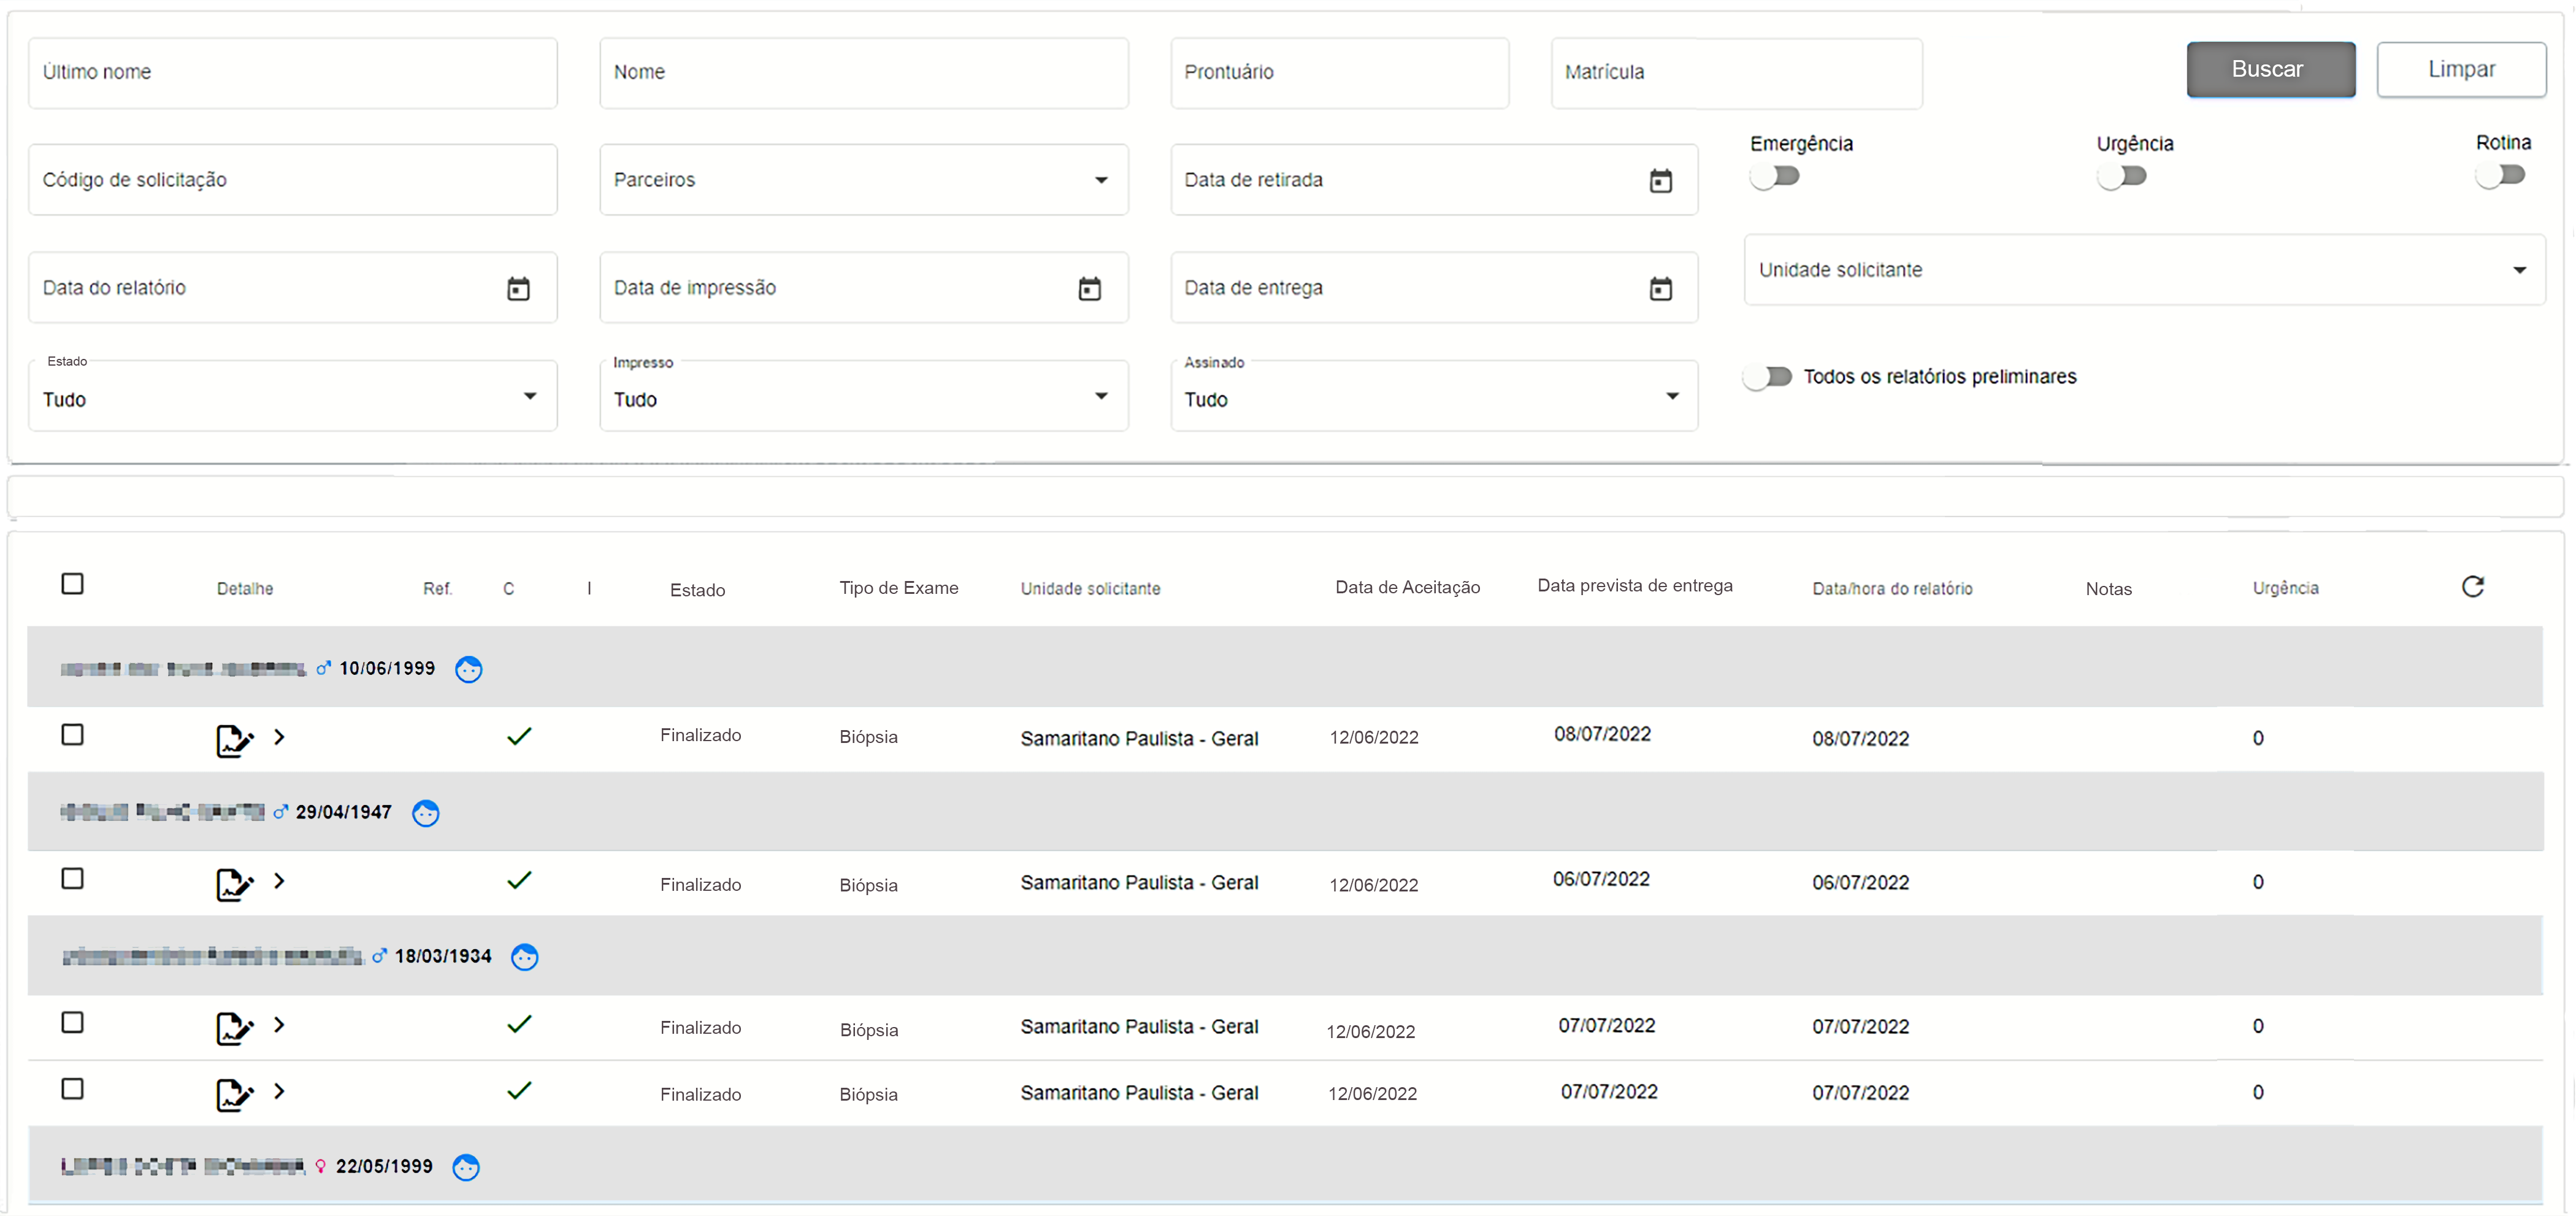 Último nome
Nome
Prontuário
Matrícula
Buscar
Limpar
Emergência
Urgência
Rotina
Código de solicitação
Parceiros
Data de retirada
Unidade solicitante
Data do relatório
Data de impressão
Data de entrega
Estado
Tudo
Impresso
Tudo
Assinado
Tudo
Todos os relatórios preliminares
Detalhe Ref. C I Estado Tipo de Exame Unidade solicitante Data de Aceitação Data prevista de entrega Data/hora do relatório Notas Urgência
10/06/1999
Finalizado Biópsia Samaritano Paulista - Geral 12/06/2022 08/07/2022 08/07/2022 0
29/04/1947
Finalizado Biópsia Samaritano Paulista - Geral 12/06/2022 06/07/2022 06/07/2022 0
18/03/1934
Finalizado Biópsia Samaritano Paulista - Geral 12/06/2022 07/07/2022 07/07/2022 0
Finalizado Biópsia Samaritano Paulista - Geral 12/06/2022 07/07/2022 07/07/2022 0
22/05/1999